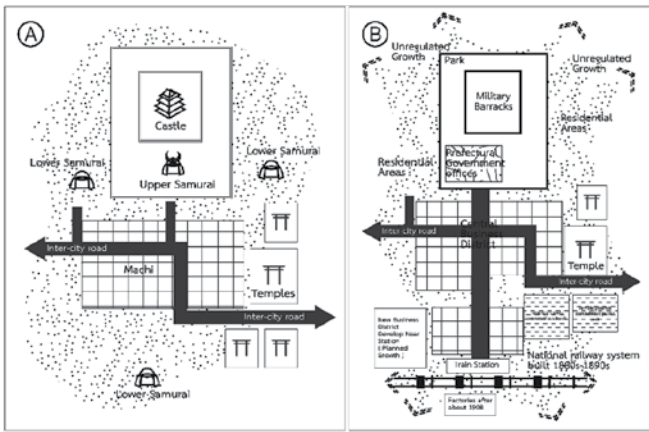 A
Castle
Lower Samurai
Lower Samurai
Upper Samurai
Inter-city road
Machi
Temples
Inter-city road
Lower Samurai
B
Unregulated
Growth
Park
Unregulated
Growth
Military
Barracks
Residential
Areas
Prefectural
Government
offices
Residential
Areas
Central
Business
District
Inter city road
Temple
Inter-city road
New Business
District
Develop Near
Station
Planned
Growth
National railway system
built 1880s-1890s
Train Station
Factories after
about 1908